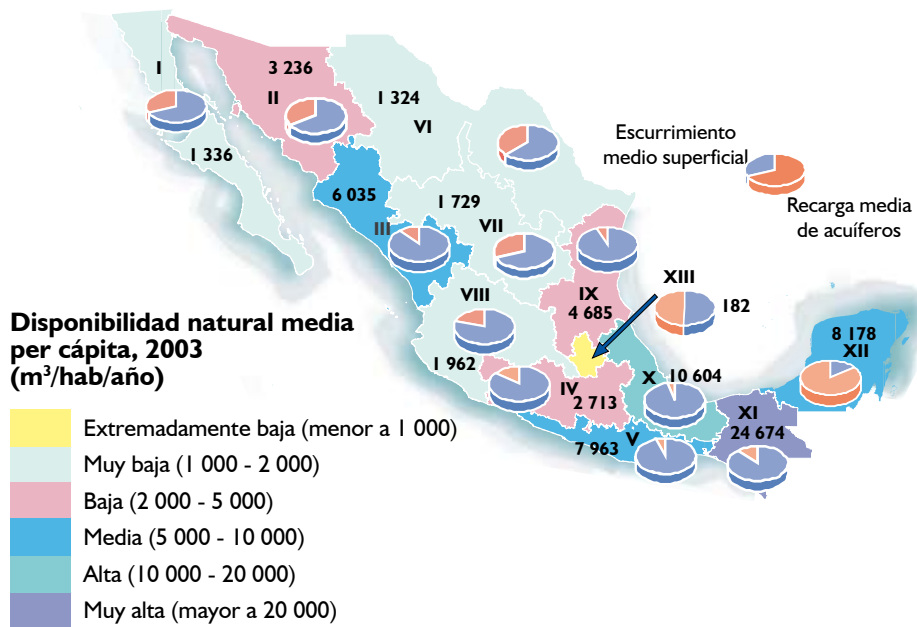 I
3 236
II
1 324
VI
Escurrimiento
medio superficial
1 336
6 035
1 729
Recarga media
de acuíferos
III
VII
XIII
182
VIII
IX
4 685
8 178
XII
Disponibilidad natural media
per cápita, 2003
(m³/hab/año)
1 962
IV
2 713
X
10 604
XI
24 674
V
7 963
Extremadamente baja (menor a 1 000)
Muy baja (1 000 - 2 000)
Baja (2 000 - 5 000)
Media (5 000 - 10 000)
Alta (10 000 - 20 000)
Muy alta (mayor a 20 000)